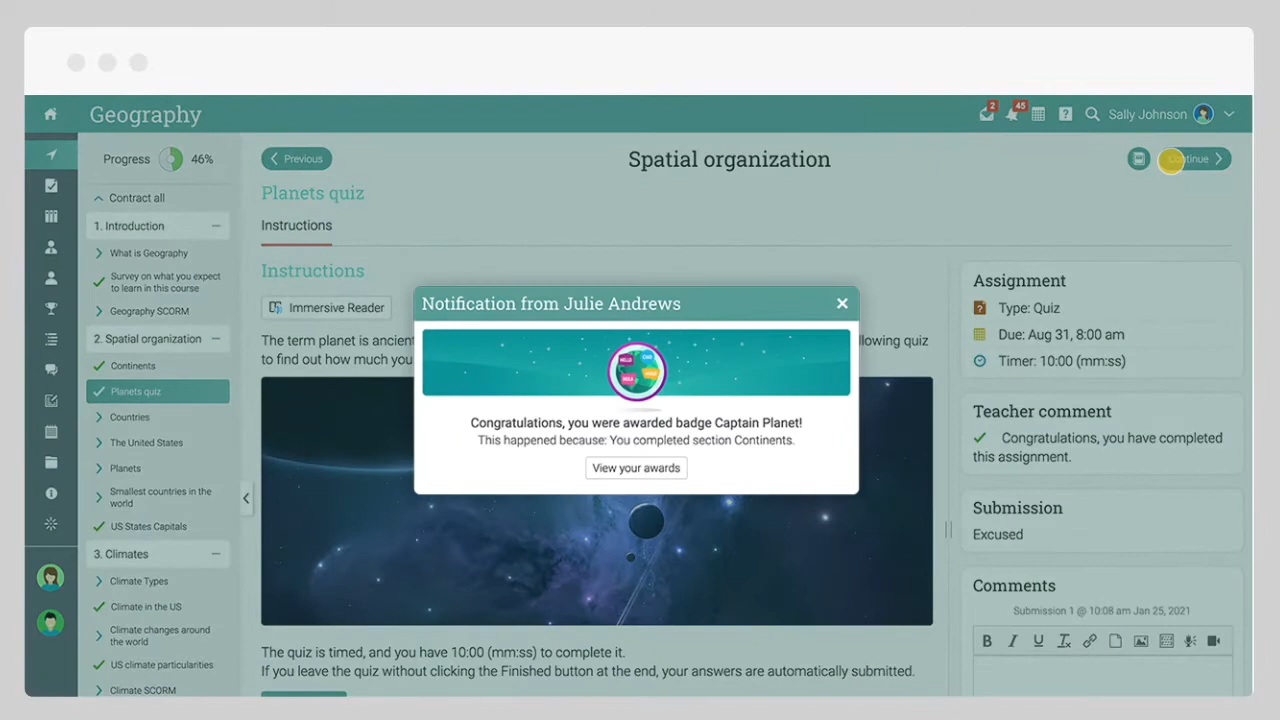 Geography
2
45
?
Sally Johnson
Progress 46%
Contract all
1. Introduction
What is Geography
Survey on what you expect
to learn in this course
Geography SCORM
2. Spatial organization
Continents
Planets quiz
Countries
The United States
Planets
Smallest countries in the
world
US States Capitals
3. Climates
Climate Types
Climate in the US
Climate changes around
the world
US climate particularities
Climate SCORM
Previous
Spatial organization
Continue
Planets quiz
Instructions
Instructions
Immersive Reader
The term planet is ancient
llowing quiz
to find out how much you
Notification from Julie Andrews
HELLO
CIAO
HOLA
Congratulations, you were awarded badge Captain Planet!
This happened because: You completed section Continents.
View your awards
The quiz is timed, and you have 10:00 (mm:ss) to complete it.
If you leave the quiz without clicking the Finished button at the end, your answers are automatically submitted.
Assignment
Type: Quiz
Due: Aug 31, 8:00 am
Timer: 10:00 (mm:ss)
Teacher comment
Congratulations, you have completed
this assignment.
Submission
Excused
Comments
Submission 1 @ 10:08 am Jan 25, 2021
B I U Tx